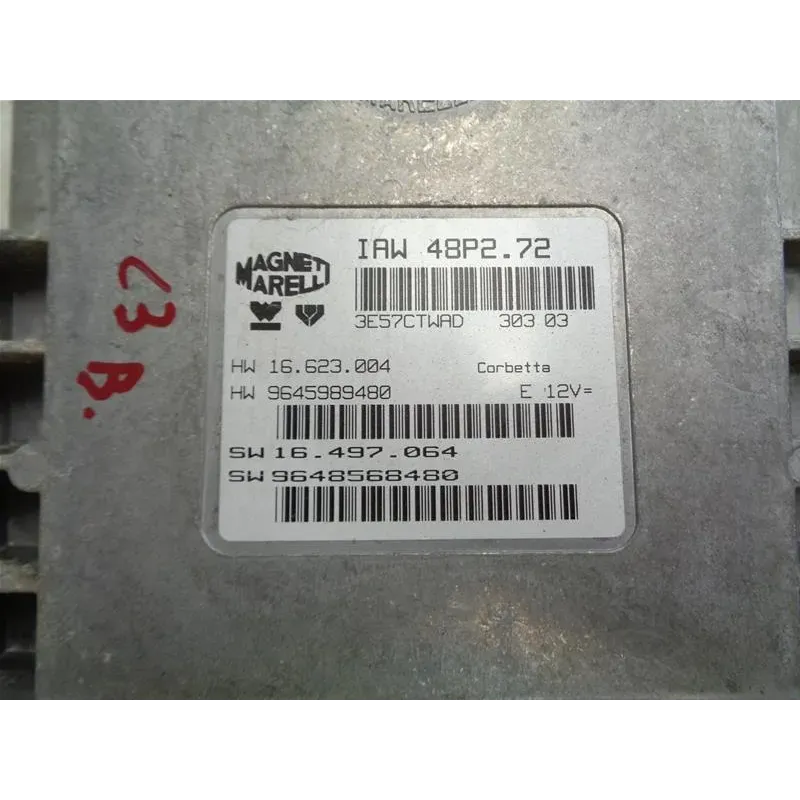 MARELLI
C3 B.
MAGNETI
MARELLI
IAW 48P2.72
3E57CTWAD 303 03
HW 16.623.004 Corbetta
HW 9645989480 E 12V=
SW 16.497.064
SW 9648568480